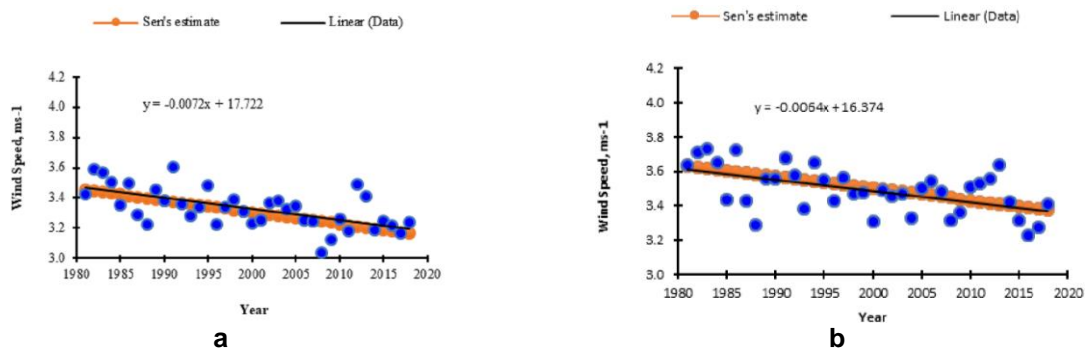 Sen's estimate
Linear (Data)
4.2
4.0
3.8
3.6
3.4
3.2
3.0
Wind Speed, ms-1
y = -0.0072x + 17.722
1980 1985 1990 1995 2000 2005 2010 2015 2020
Year
a
Sen's estimate
Linear (Data)
4.2
4.0
3.8
3.6
3.4
3.2
3.0
Wind Speed, ms-1
y = -0.0064x + 16.374
1980 1985 1990 1995 2000 2005 2010 2015 2020
Year
b